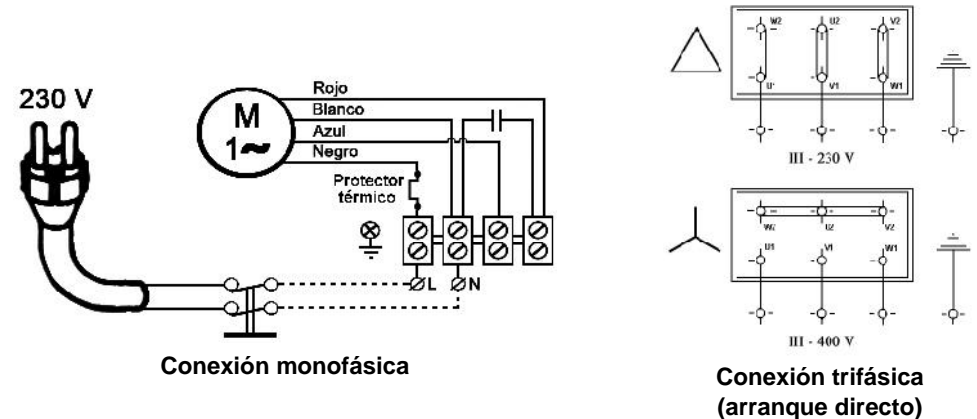 230 V
M
1~
Rojo
Blanco
Azul
Negro
Protector
térmico
L
N
Conexión monofásica
W2 U2 V2
U1 V1 W1
III - 230 V
W2 U2 V2
U1 V1 W1
III - 400 V
Conexión trifásica
(arranque directo)